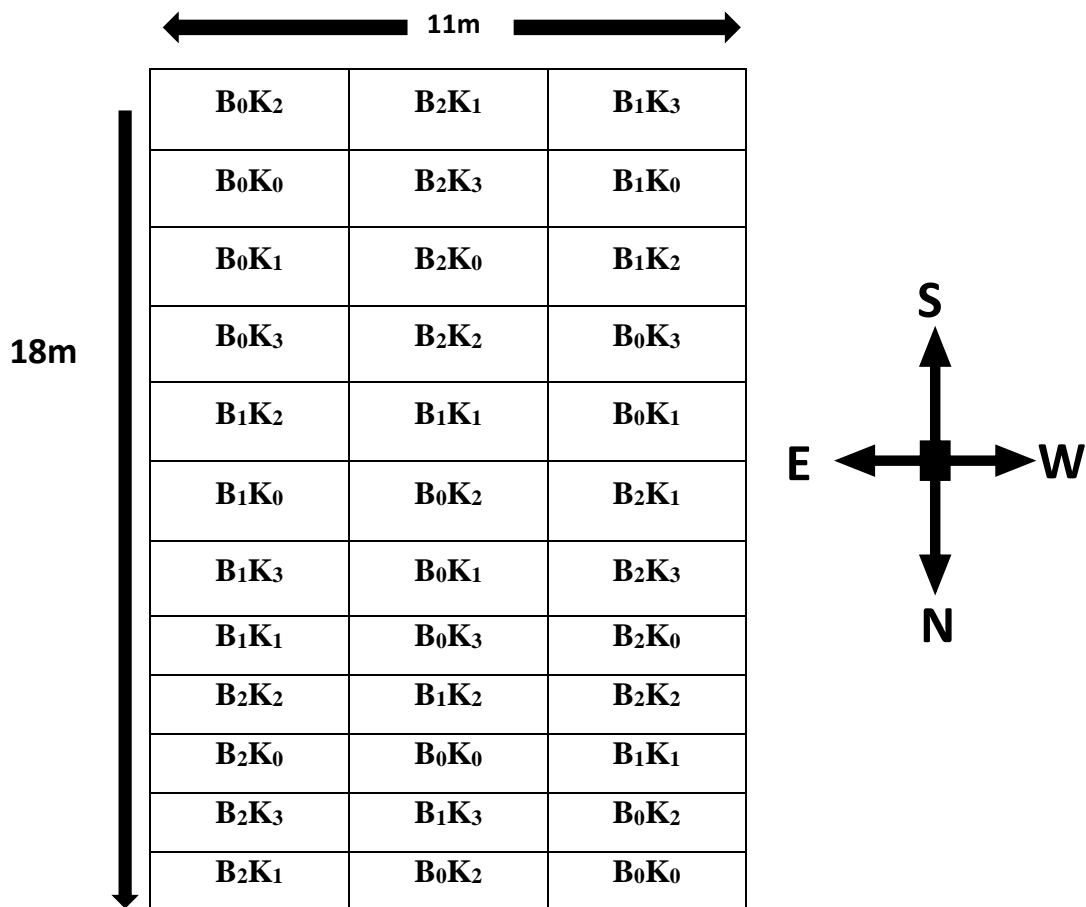 11m
B₀K₂ B₂K₁ B₁K₃
B₀K₀ B₂K₃ B₁K₀
B₀K₁ B₂K₀ B₁K₂
B₀K₃ B₂K₂ B₀K₃
B₁K₂ B₁K₁ B₀K₁
B₁K₀ B₀K₂ B₂K₁
B₁K₃ B₀K₁ B₂K₃
B₁K₁ B₀K₃ B₂K₀
B₂K₂ B₁K₂ B₂K₂
B₂K₀ B₀K₀ B₁K₁
B₂K₃ B₁K₃ B₀K₂
B₂K₁ B₀K₂ B₀K₀
18m
S
E W
N